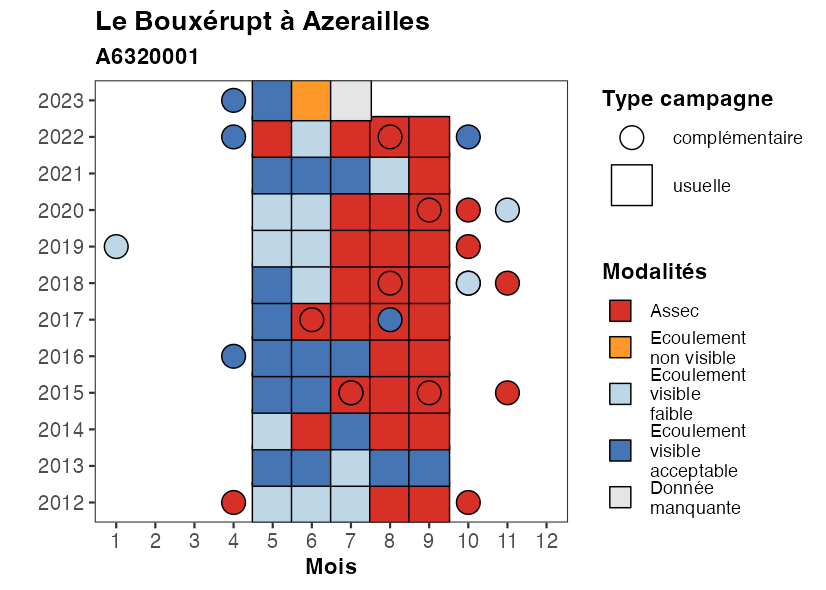 Le Bouxérupt à Azerailles
A6320001
2023
2022
2021
2020
2019
2018
2017
2016
2015
2014
2013
2012
1 2 3 4 5 6 7 8 9 10 11 12
Mois
Type campagne
complémentaire
usuelle
Modalités
Assec
Ecoulement
non visible
Ecoulement
visible
faible
Ecoulement
visible
acceptable
Donnée
manquante